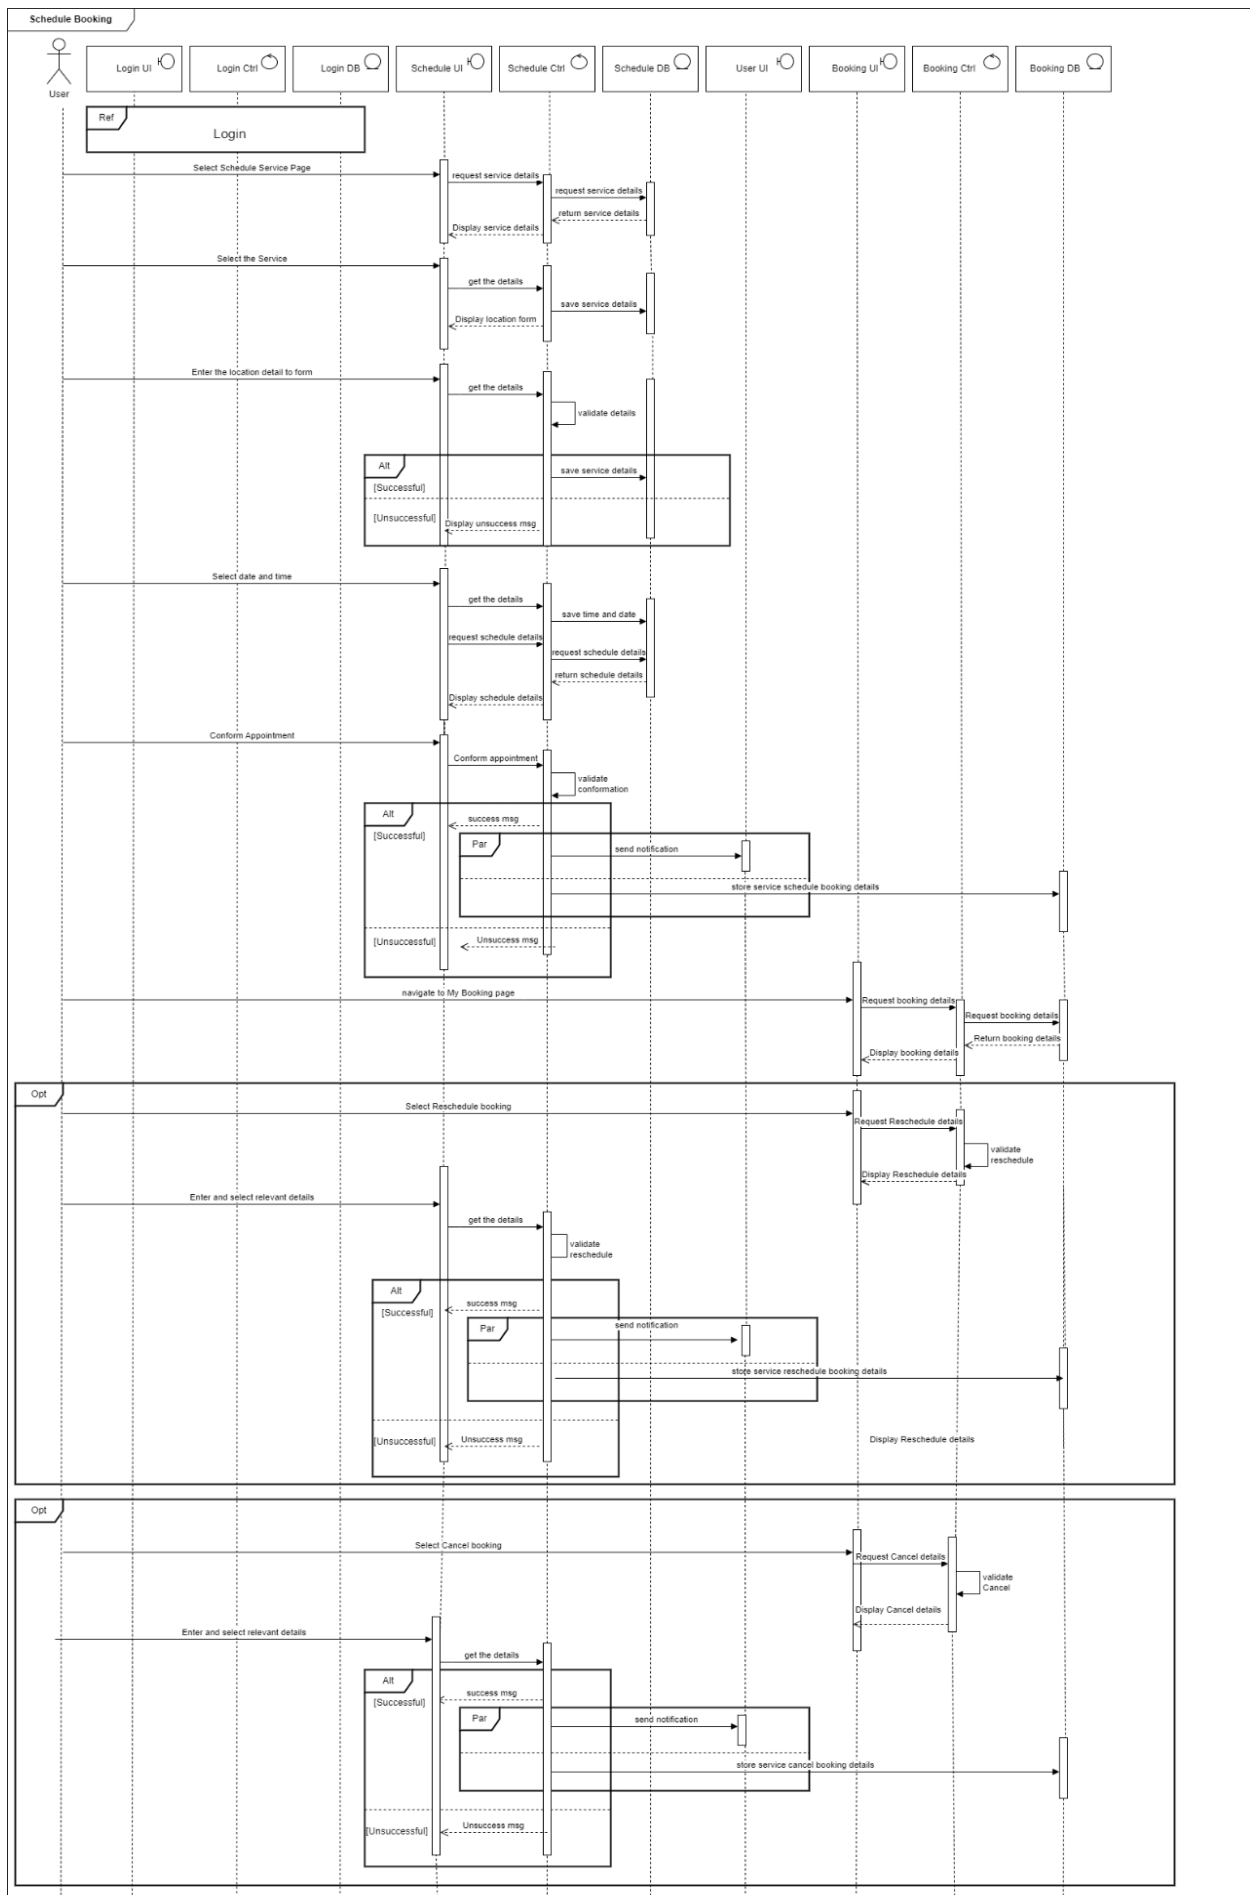 Schedule Booking
User
Login UI
Login Ctrl
Login DB
Schedule UI
Schedule Ctrl
Schedule DB
User UI
Booking UI
Booking Ctrl
Booking DB
Ref
Login
Select Schedule Service Page
request service details
request service details
return service details
Display service details
Select the Service
get the details
save service details
Display location form
Enter the location detail to form
get the details
validate details
Alt
save service details
[Successful]
[Unsuccessful]
Display unsuccess msg
Select date and time
get the details
save time and date
request schedule details
request schedule details
return schedule details
Display schedule details
Conform Appointment
Conform appointment
validate
conformation
Alt
success msg
[Successful]
Par
send notification
store service schedule booking details
[Unsuccessful]
Unsuccess msg
navigate to My Booking page
Request booking details
Request booking details
Return booking details
Display booking details
Opt
Select Reschedule booking
Request Reschedule details
validate
reschedule
Display Reschedule details
Enter and select relevant details
get the details
validate
reschedule
Alt
success msg
[Successful]
Par
send notification
store service reschedule booking details
[Unsuccessful]
Unsuccess msg
Display Reschedule details
Opt
Select Cancel booking
Request Cancel details
validate
Cancel
Display Cancel details
Enter and select relevant details
get the details
Alt
success msg
[Successful]
Par
send notification
store service cancel booking details
[Unsuccessful]
Unsuccess msg